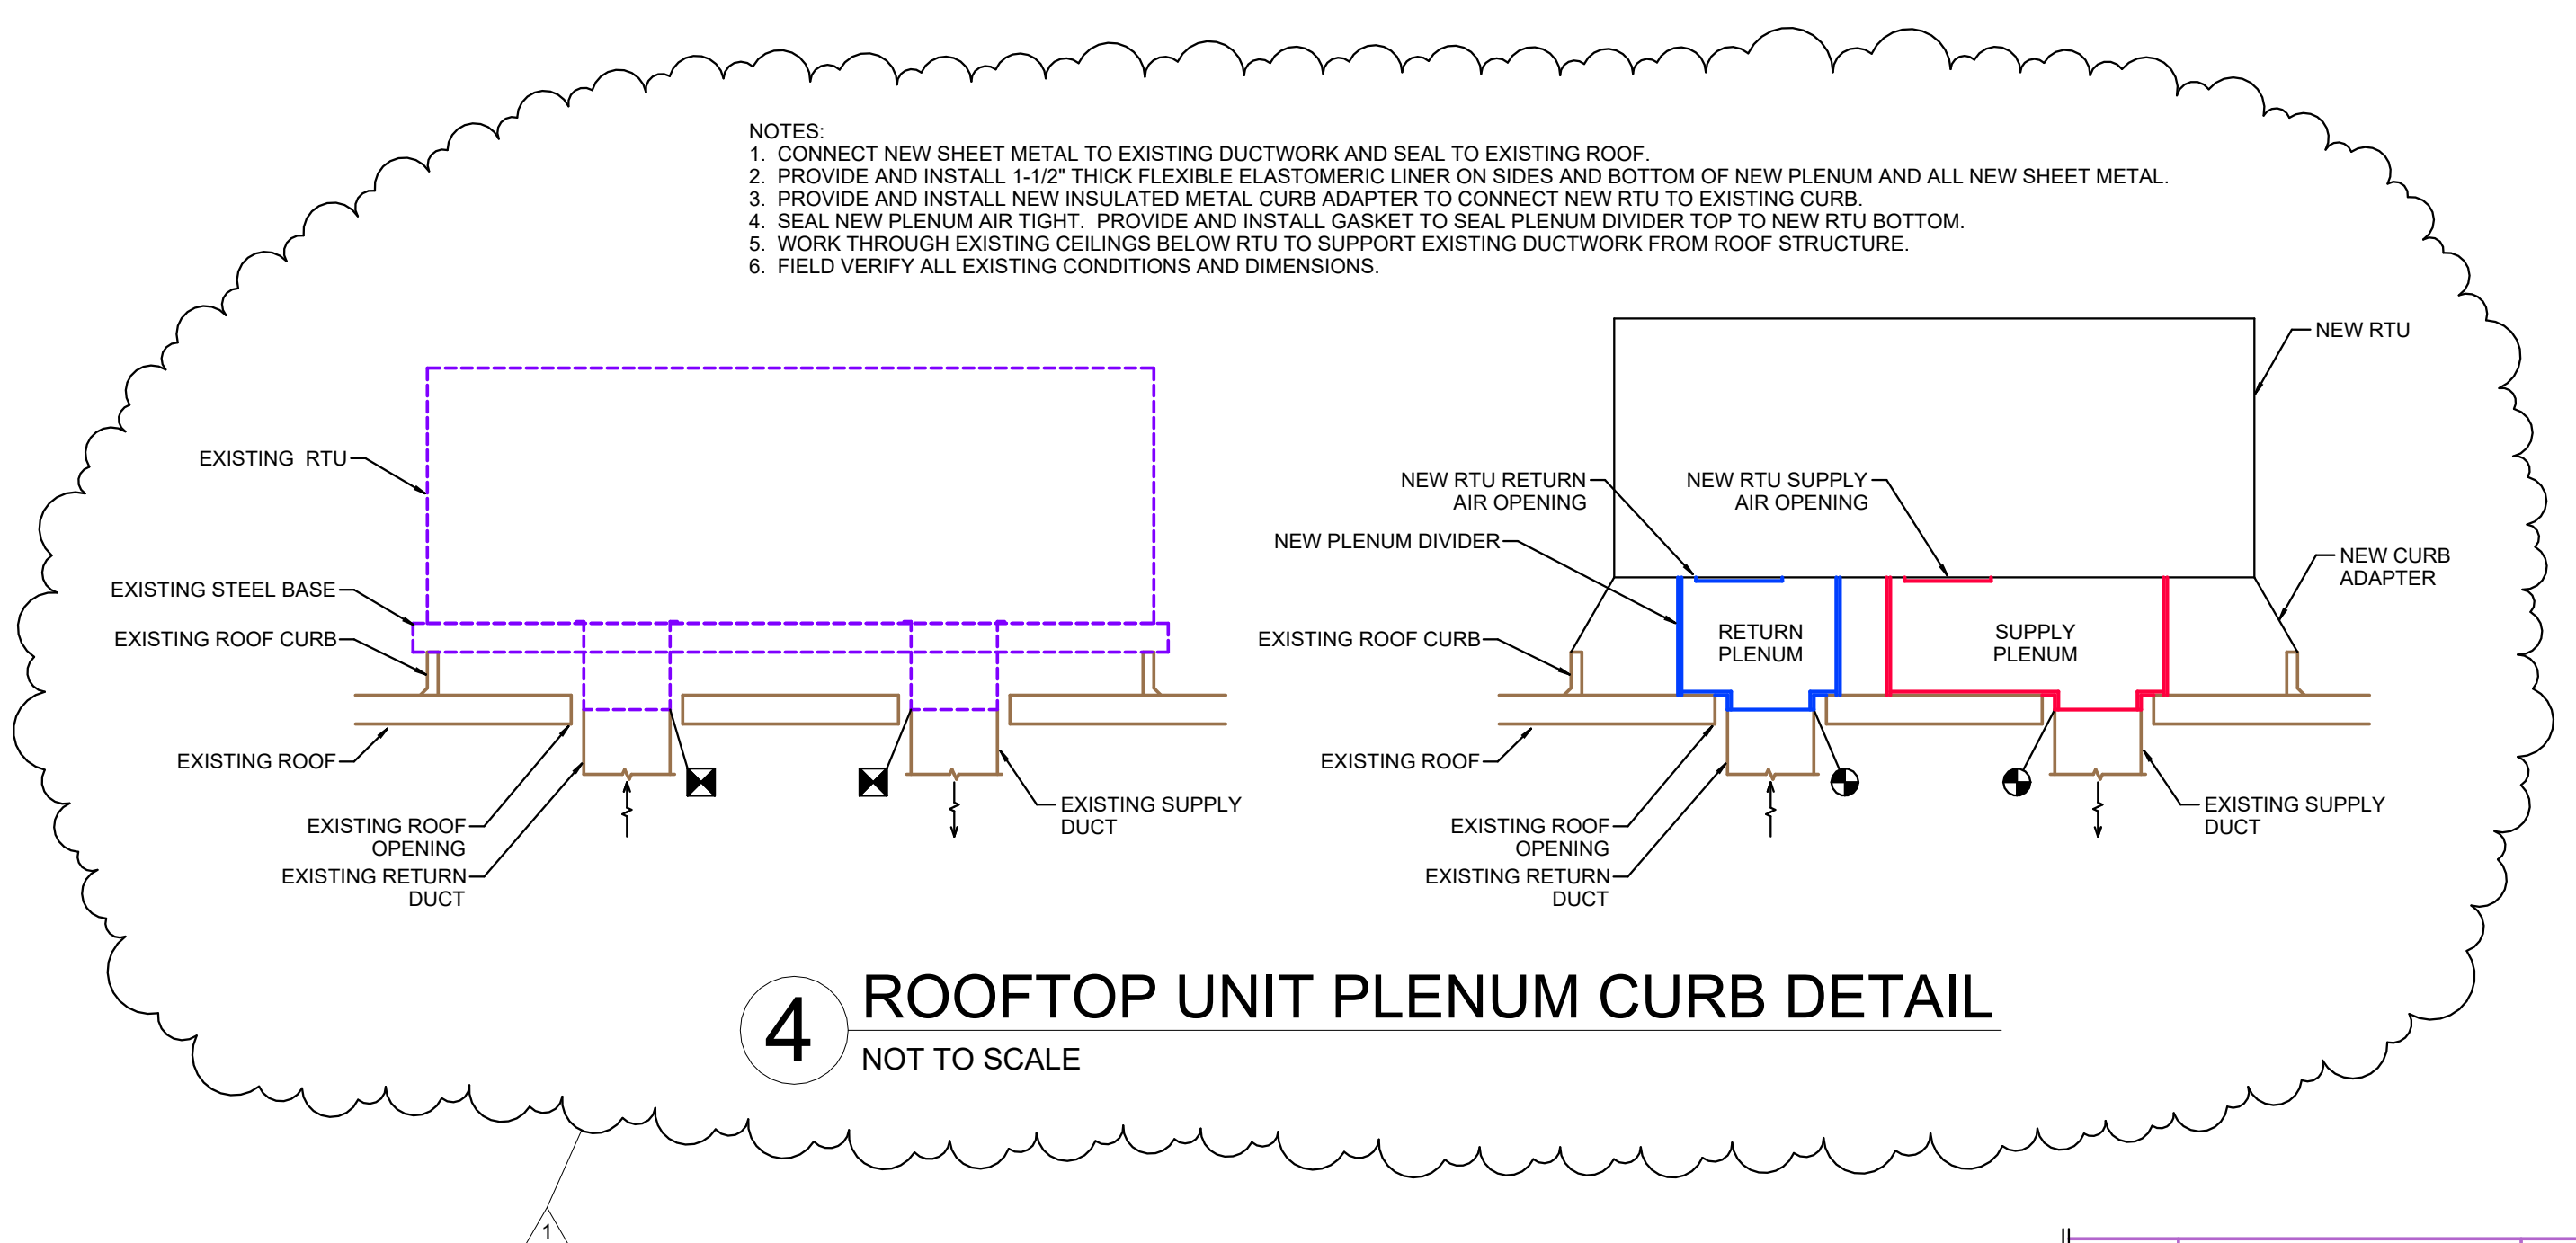 NOTES:
1. CONNECT NEW SHEET METAL TO EXISTING DUCTWORK AND SEAL TO EXISTING ROOF.
2. PROVIDE AND INSTALL 1-1/2" THICK FLEXIBLE ELASTOMERIC LINER ON SIDES AND BOTTOM OF NEW PLENUM AND ALL NEW SHEET METAL.
3. PROVIDE AND INSTALL NEW INSULATED METAL CURB ADAPTER TO CONNECT NEW RTU TO EXISTING CURB.
4. SEAL NEW PLENUM AIR TIGHT. PROVIDE AND INSTALL GASKET TO SEAL PLENUM DIVIDER TOP TO NEW RTU BOTTOM.
5. WORK THROUGH EXISTING CEILINGS BELOW RTU TO SUPPORT EXISTING DUCTWORK FROM ROOF STRUCTURE.
6. FIELD VERIFY ALL EXISTING CONDITIONS AND DIMENSIONS.
EXISTING RTU
EXISTING STEEL BASE
EXISTING ROOF CURB
EXISTING ROOF
EXISTING ROOF
OPENING
EXISTING RETURN
DUCT
EXISTING SUPPLY
DUCT
NEW RTU
NEW RTU RETURN
AIR OPENING
NEW RTU SUPPLY
AIR OPENING
NEW PLENUM DIVIDER
NEW CURB
ADAPTER
EXISTING ROOF CURB
RETURN
PLENUM
SUPPLY
PLENUM
EXISTING ROOF
EXISTING ROOF
OPENING
EXISTING RETURN
DUCT
EXISTING SUPPLY
DUCT
4
ROOFTOP UNIT PLENUM CURB DETAIL
NOT TO SCALE
1